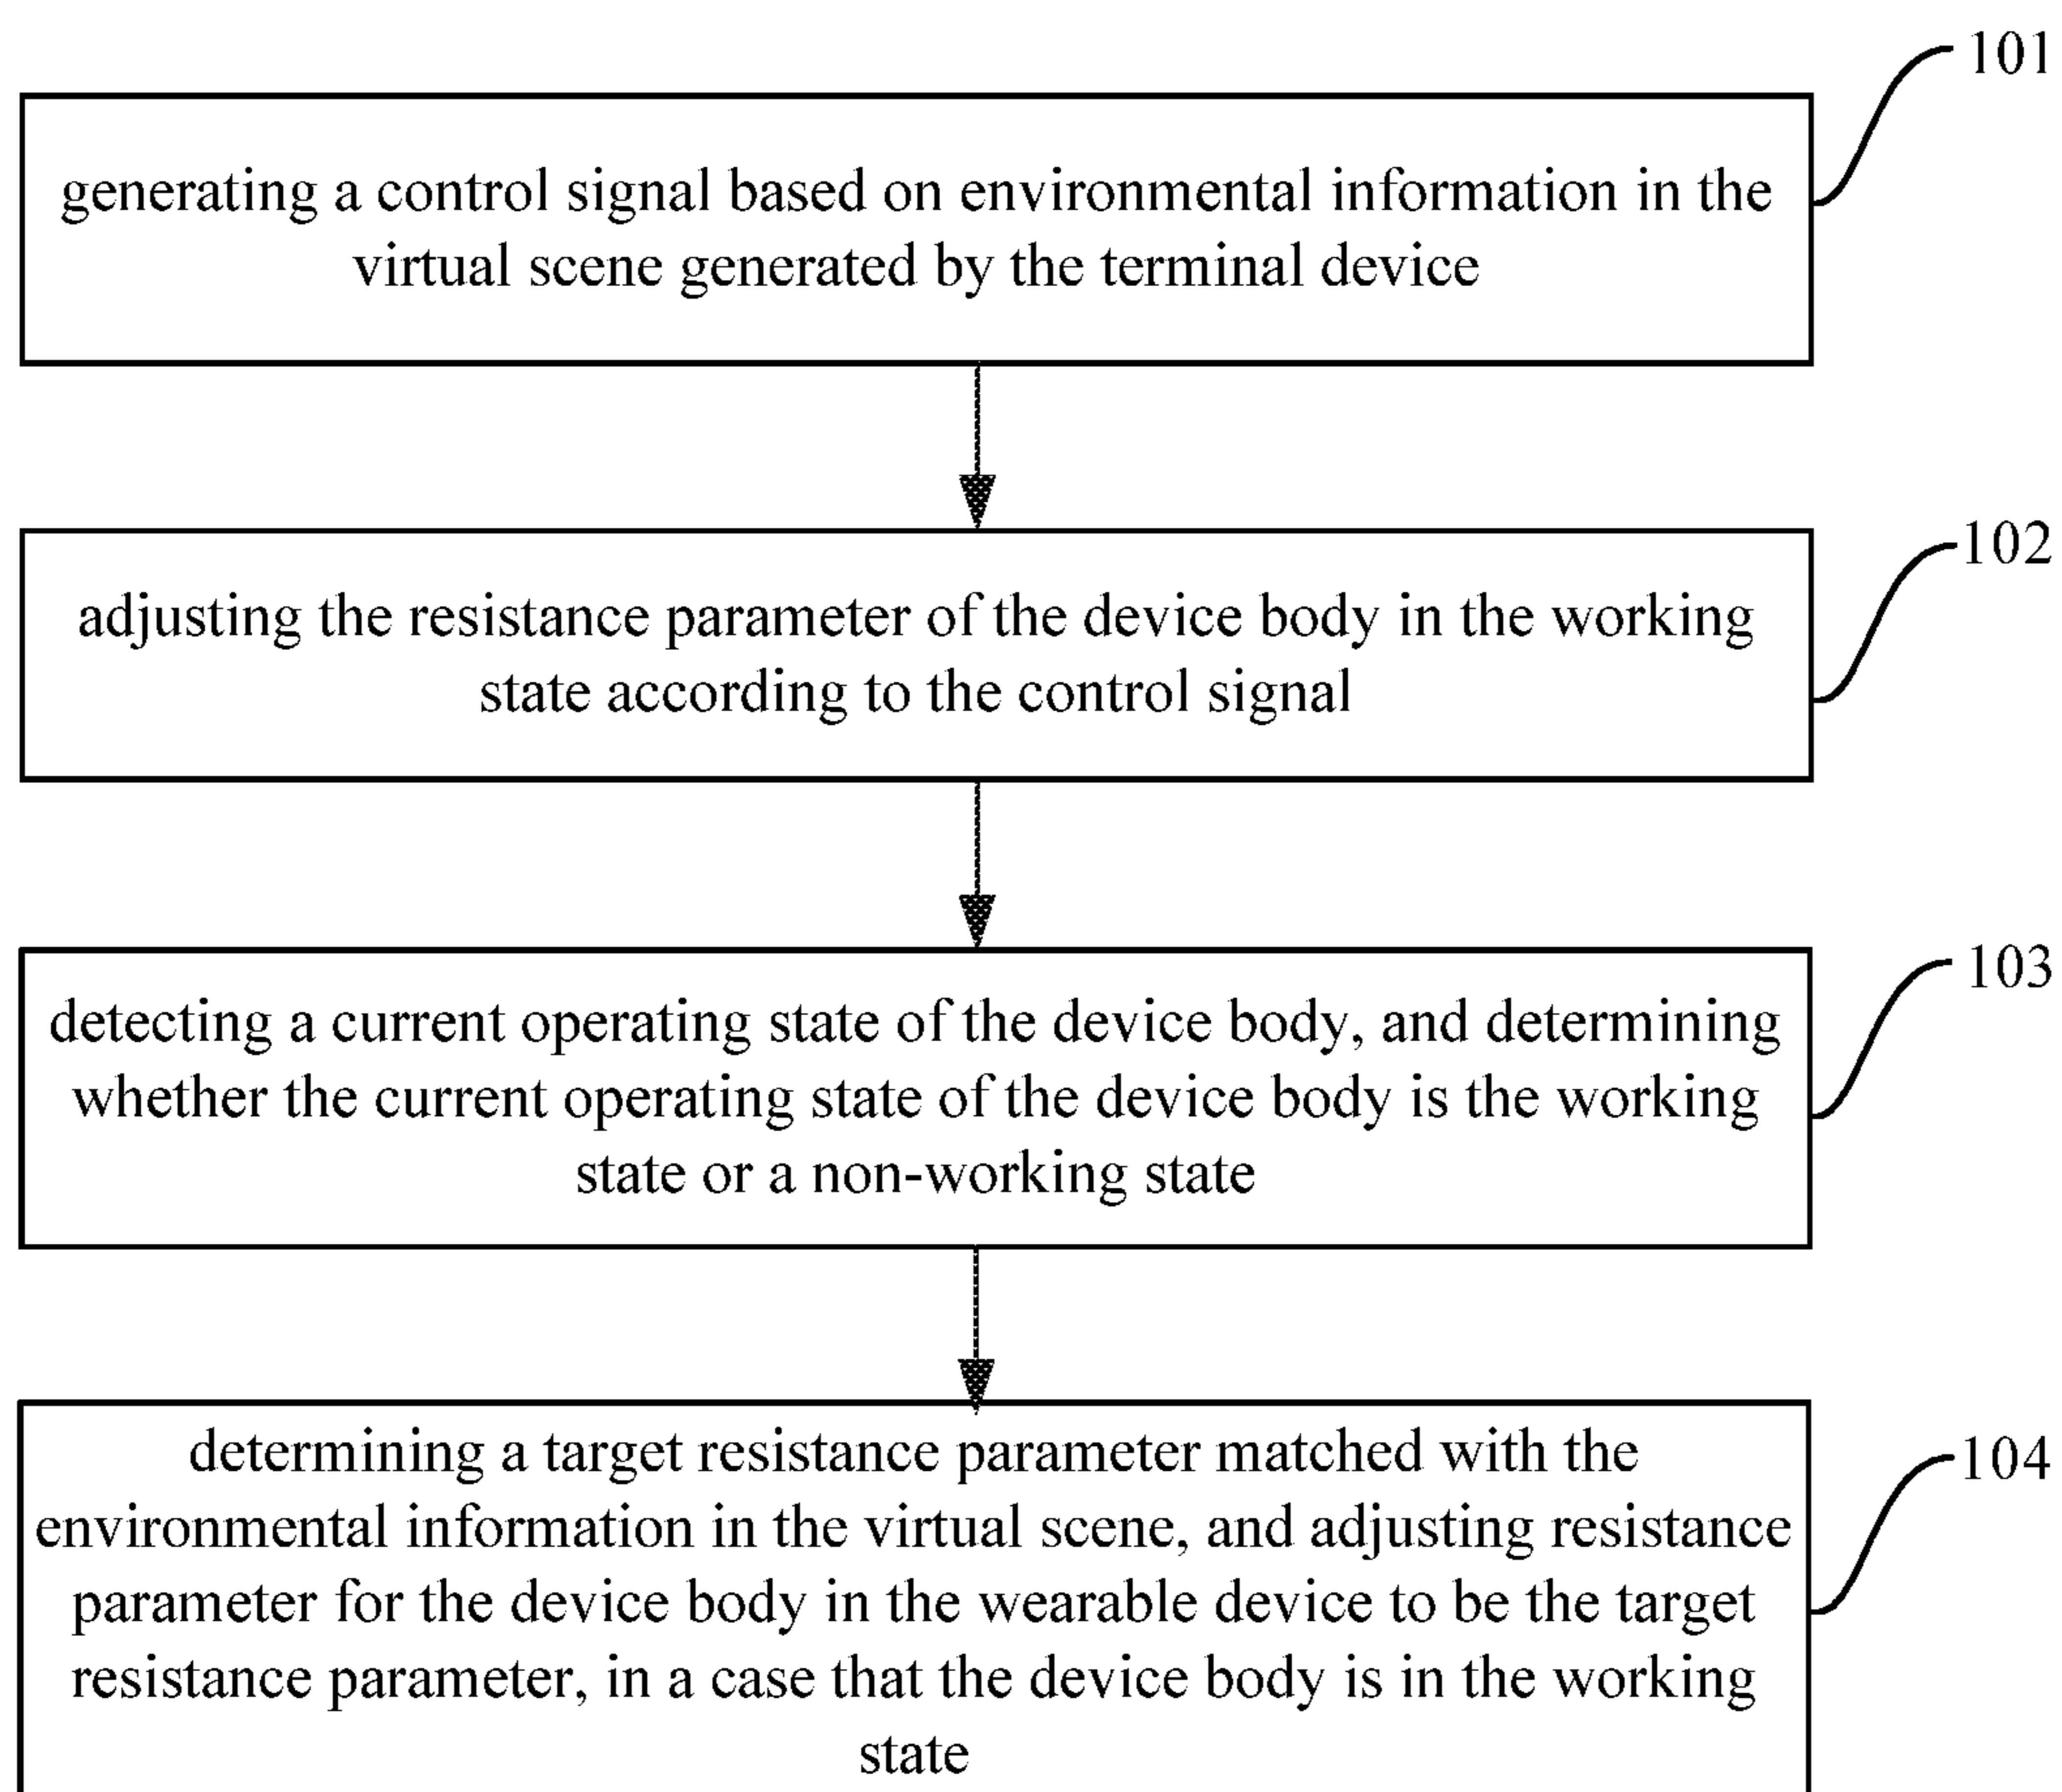 101
generating a control signal based on environmental information in the
virtual scene generated by the terminal device
102
adjusting the resistance parameter of the device body in the working
state according to the control signal
103
detecting a current operating state of the device body, and determining
whether the current operating state of the device body is the working
state or a non-working state
104
determining a target resistance parameter matched with the
environmental information in the virtual scene, and adjusting resistance
parameter for the device body in the wearable device to be the target
resistance parameter, in a case that the device body is in the working
state